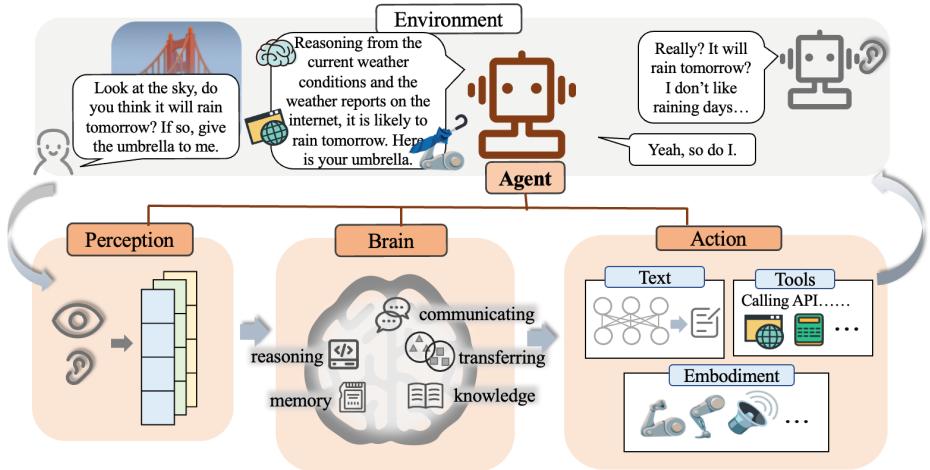 Environment
Look at the sky, do
you think it will rain
tomorrow? If so, give
the umbrella to me.
Reasoning from the
current weather
conditions and the
weather reports on the
internet, it is likely to
rain tomorrow. Here
is your umbrella.
Really? It will
rain tomorrow?
I don't like
raining days…
Yeah, so do I.
Agent
Perception
Brain
communicating
reasoning
transferring
memory
knowledge
Action
Text
Tools
Calling API……
Embodiment
…